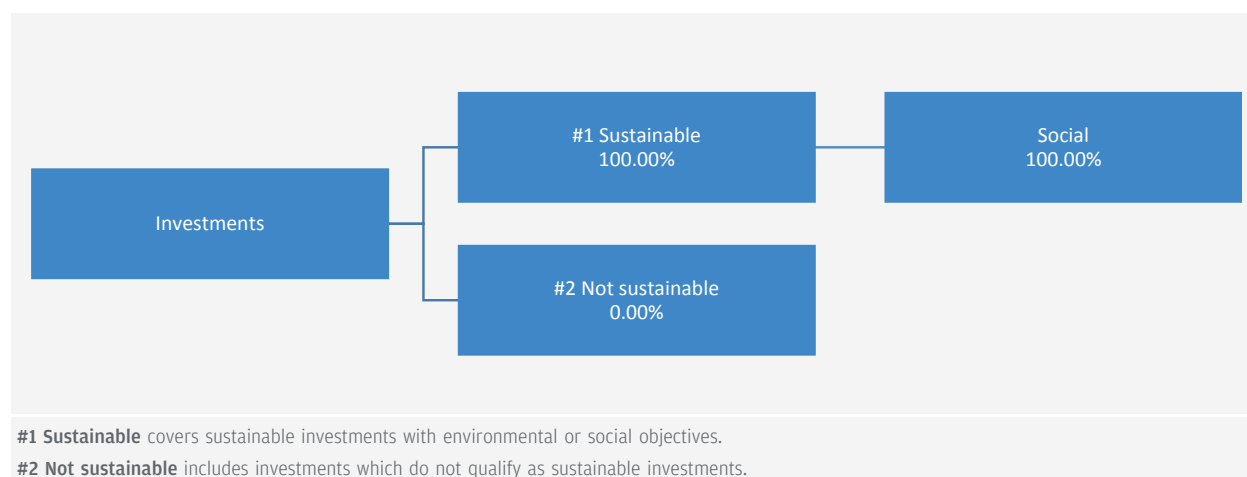 #1 Sustainable
100.00%
Social
100.00%
Investments
#2 Not sustainable
0.00%
#1 Sustainable covers sustainable investments with environmental or social objectives.
#2 Not sustainable includes investments which do not qualify as sustainable investments.